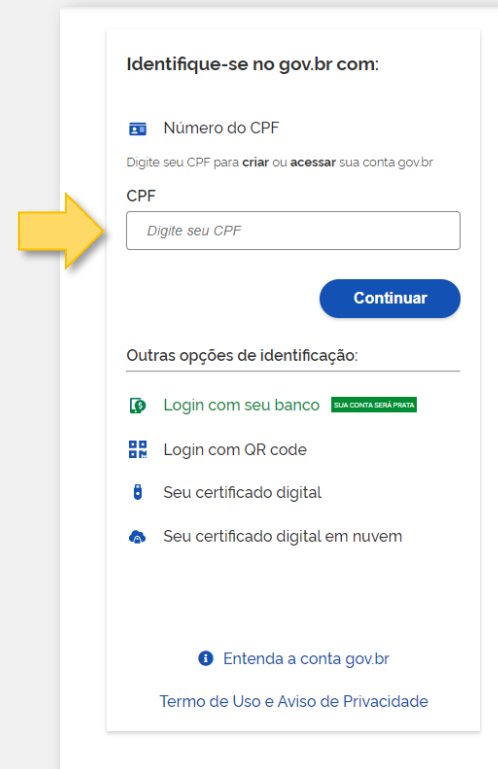 Identifique-se no gov.br com:
Número do CPF
Digite seu CPF para criar ou acessar sua conta gov.br
CPF
Digite seu CPF
Continuar
Outras opções de identificação:
Login com seu banco SUA CONTA SERÁ PRATA
Login com QR code
Seu certificado digital
Seu certificado digital em nuvem
Entenda a conta gov.br
Termo de Uso e Aviso de Privacidade